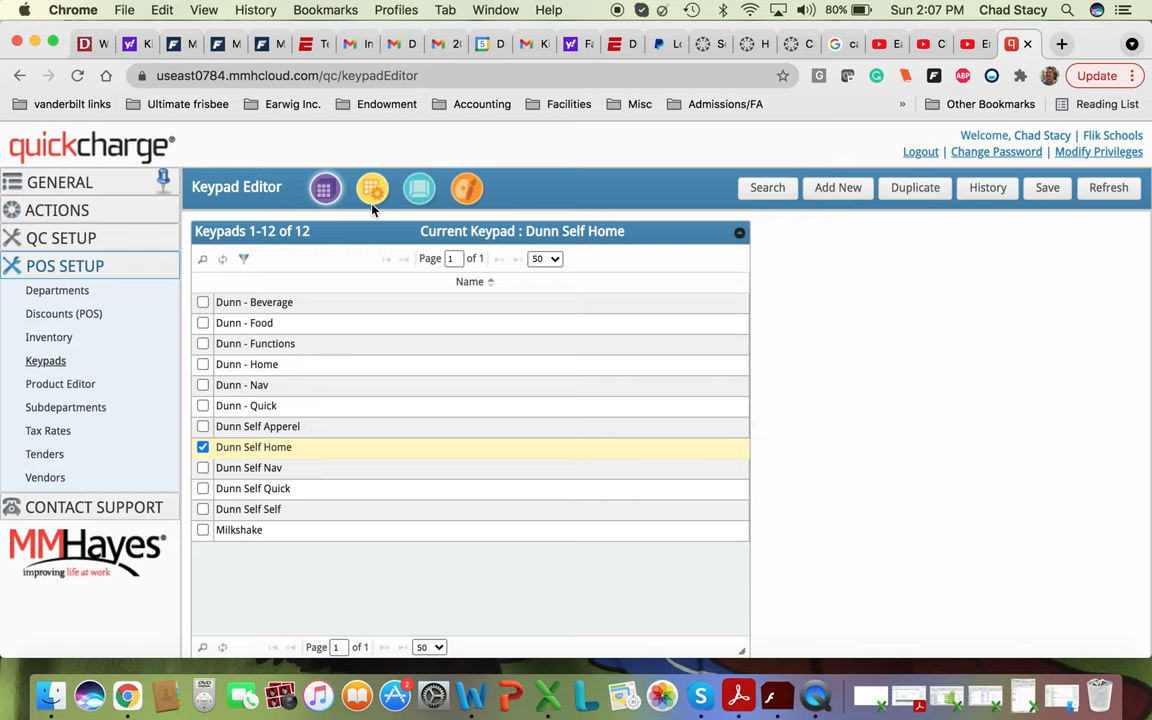 Chrome File Edit View History Bookmarks Profiles Tab Window Help 80% Sun 2:07 PM Chad Stacy
useast0784.mmhcloud.com/qc/keypadEditor Update
vanderbilt links Ultimate frisbee Earwig Inc. Endowment Accounting Facilities Misc Admissions/FA » Other Bookmarks Reading List
quickcharge®
Welcome, Chad Stacy | Flik Schools
Logout | Change Password | Modify Privileges
GENERAL
ACTIONS
QC SETUP
POS SETUP
Departments
Discounts (POS)
Inventory
Keypads
Product Editor
Subdepartments
Tax Rates
Tenders
Vendors
CONTACT SUPPORT
MMHayes®
improving life at work
Keypad Editor
Search Add New Duplicate History Save Refresh
Keypads 1-12 of 12 Current Keypad : Dunn Self Home
Page 1 of 1 50
Name
Dunn - Beverage
Dunn - Food
Dunn - Functions
Dunn - Home
Dunn - Nav
Dunn - Quick
Dunn Self Apperel
Dunn Self Home
Dunn Self Nav
Dunn Self Quick
Dunn Self Self
Milkshake
Page 1 of 1 50